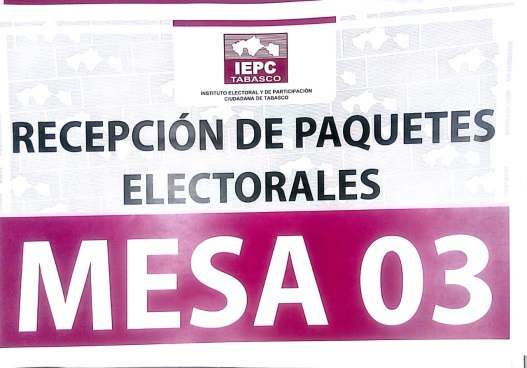 IEPC
TABASCO
INSTITUTO ELECTORAL Y DE PARTICIPACIÓN
CIUDADANA DE TABASCO
RECEPCIÓN DE PAQUETES
ELECTORALES
MESA 03